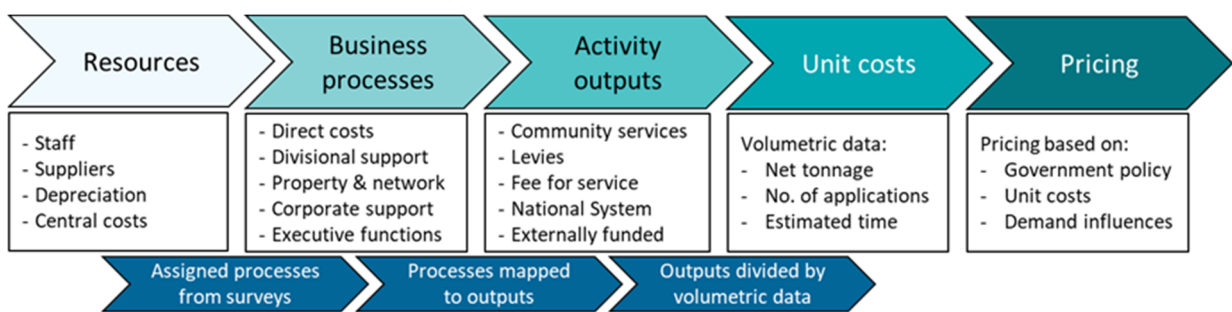 Resources
Business
processes
Activity
outputs
Unit costs
Pricing
- Staff
- Suppliers
- Depreciation
- Central costs
- Direct costs
- Divisional support
- Property & network
- Corporate support
- Executive functions
- Community services
- Levies
- Fee for service
- National System
- Externally funded
Volumetric data:
- Net tonnage
- No. of applications
- Estimated time
Pricing based on:
- Government policy
- Unit costs
- Demand influences
Assigned processes
from surveys
Processes mapped
to outputs
Outputs divided by
volumetric data